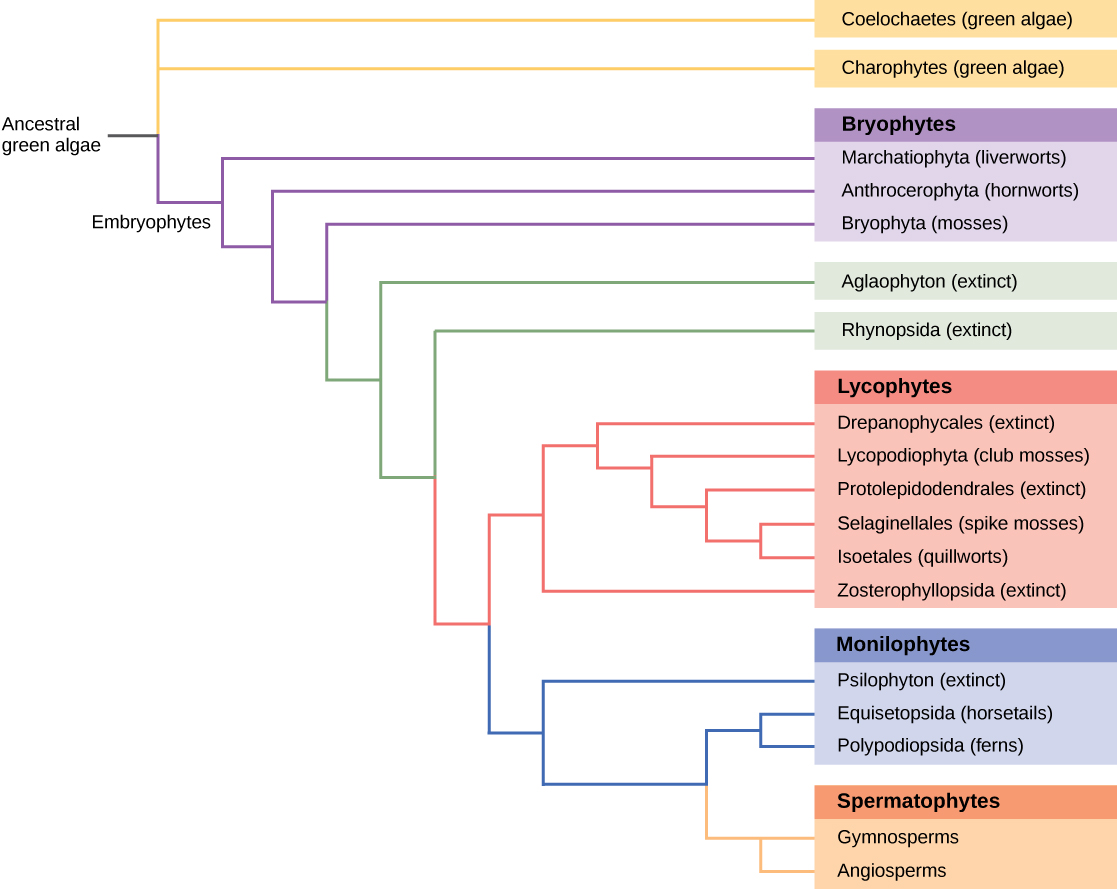 Coelochaetes (green algae)
Charophytes (green algae)
Ancestral
green algae
Bryophytes
Marchatiophyta (liverworts)
Anthrocerophyta (hornworts)
Bryophyta (mosses)
Embryophytes
Aglaophyton (extinct)
Rhynopsida (extinct)
Lycophytes
Drepanophycales (extinct)
Lycopodiophyta (club mosses)
Protolepidodendrales (extinct)
Selaginellales (spike mosses)
Isoetales (quillworts)
Zosterophyllopsida (extinct)
Monilophytes
Psilophyton (extinct)
Equisetopsida (horsetails)
Polypodiopsida (ferns)
Spermatophytes
Gymnosperms
Angiosperms